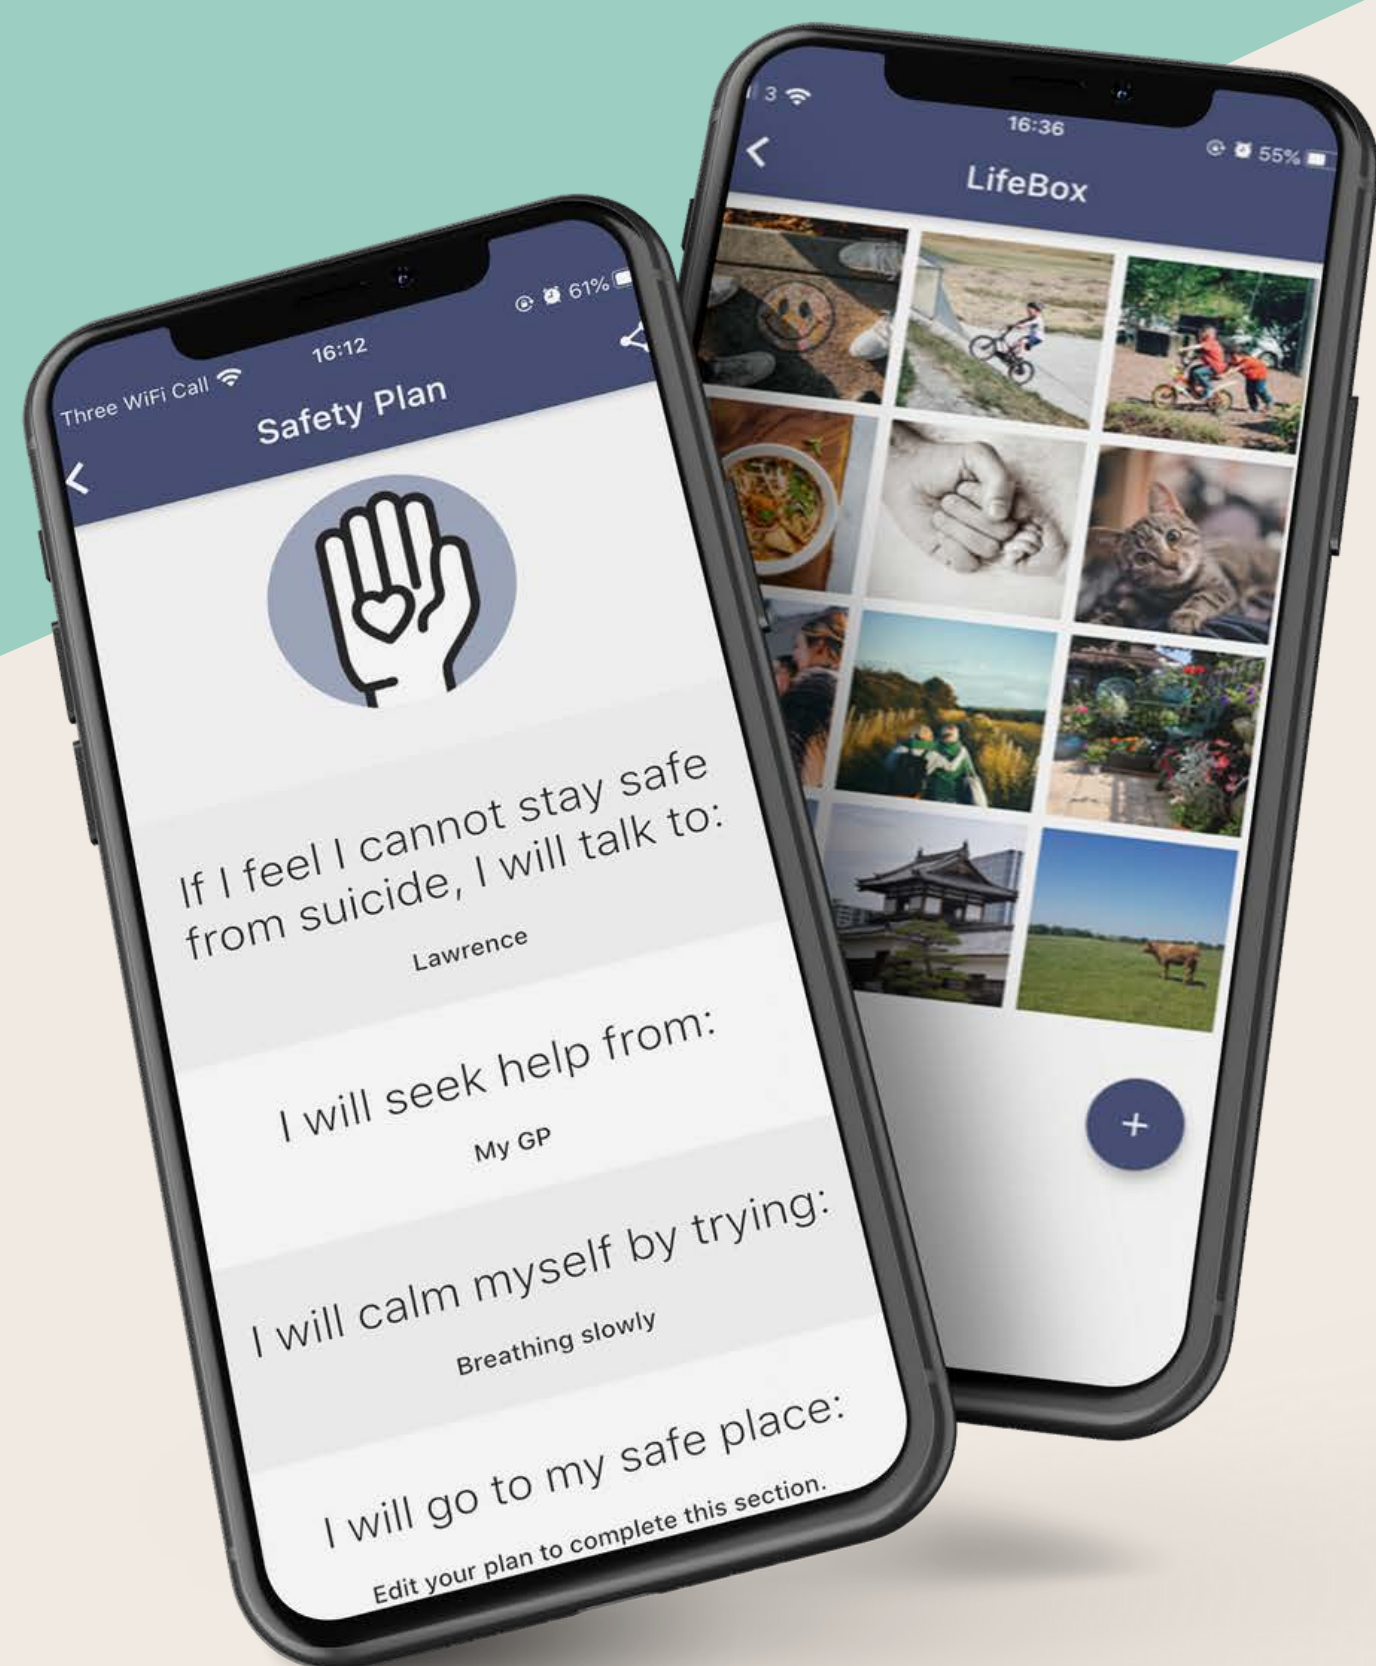 Three WiFi Call
16:12
61%
Safety Plan
If I feel I cannot stay safe
from suicide, I will talk to:
Lawrence
I will seek help from:
My GP
I will calm myself by trying:
Breathing slowly
I will go to my safe place:
Edit your plan to complete this section.
3
16:36
55%
LifeBox
+